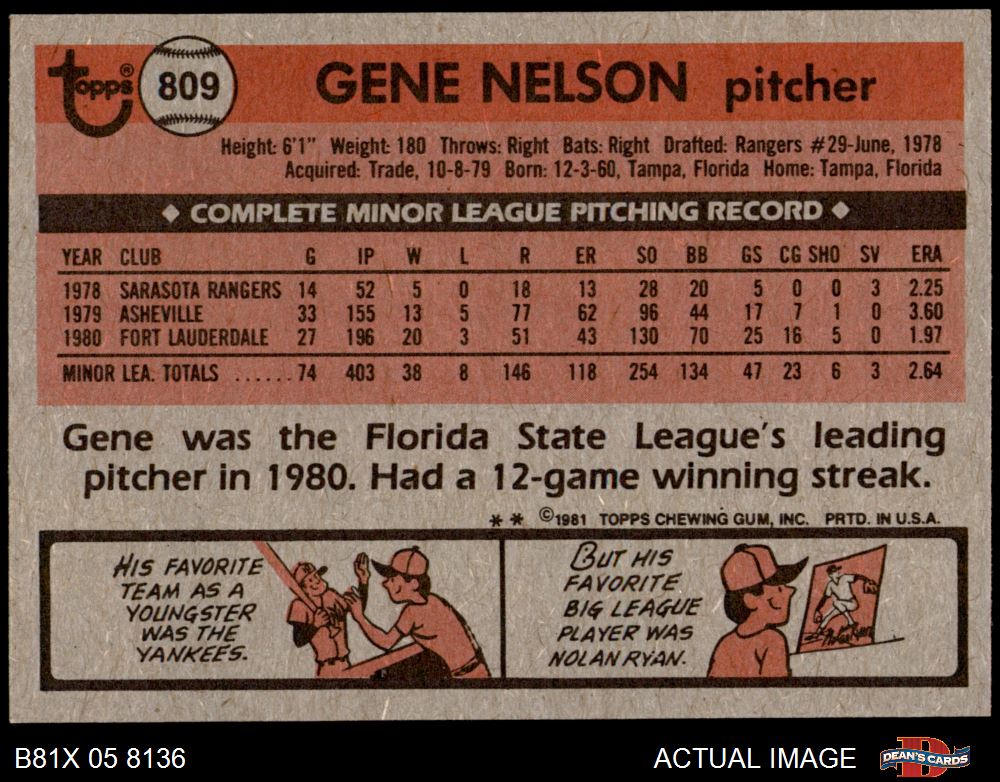 Topps® 809 GENE NELSON pitcher
Height: 6'1" Weight: 180 Throws: Right Bats: Right Drafted: Rangers #29-June, 1978
Acquired: Trade, 10-8-79 Born: 12-3-60, Tampa, Florida Home: Tampa, Florida
◆ COMPLETE MINOR LEAGUE PITCHING RECORD ◆
YEAR CLUB G IP W L R ER SO BB GS CG SHO SV ERA
1978 SARASOTA RANGERS 14 52 5 0 18 13 28 20 5 0 0 3 2.25
1979 ASHEVILLE 33 155 13 5 77 62 96 44 17 7 1 0 3.60
1980 FORT LAUDERDALE 27 196 20 3 51 43 130 70 25 16 5 0 1.97
MINOR LEA. TOTALS ...... 74 403 38 8 146 118 254 134 47 23 6 3 2.64
Gene was the Florida State League's leading
pitcher in 1980. Had a 12-game winning streak.
** ©1981 TOPPS CHEWING GUM, INC. PRTD. IN U.S.A.
HIS FAVORITE
TEAM AS A
YOUNGSTER
WAS THE
YANKEES.
BUT HIS
FAVORITE
BIG LEAGUE
PLAYER WAS
NOLAN RYAN.
Nolan Ryan
B81X 05 8136 ACTUAL IMAGE DEAN'S CARDS